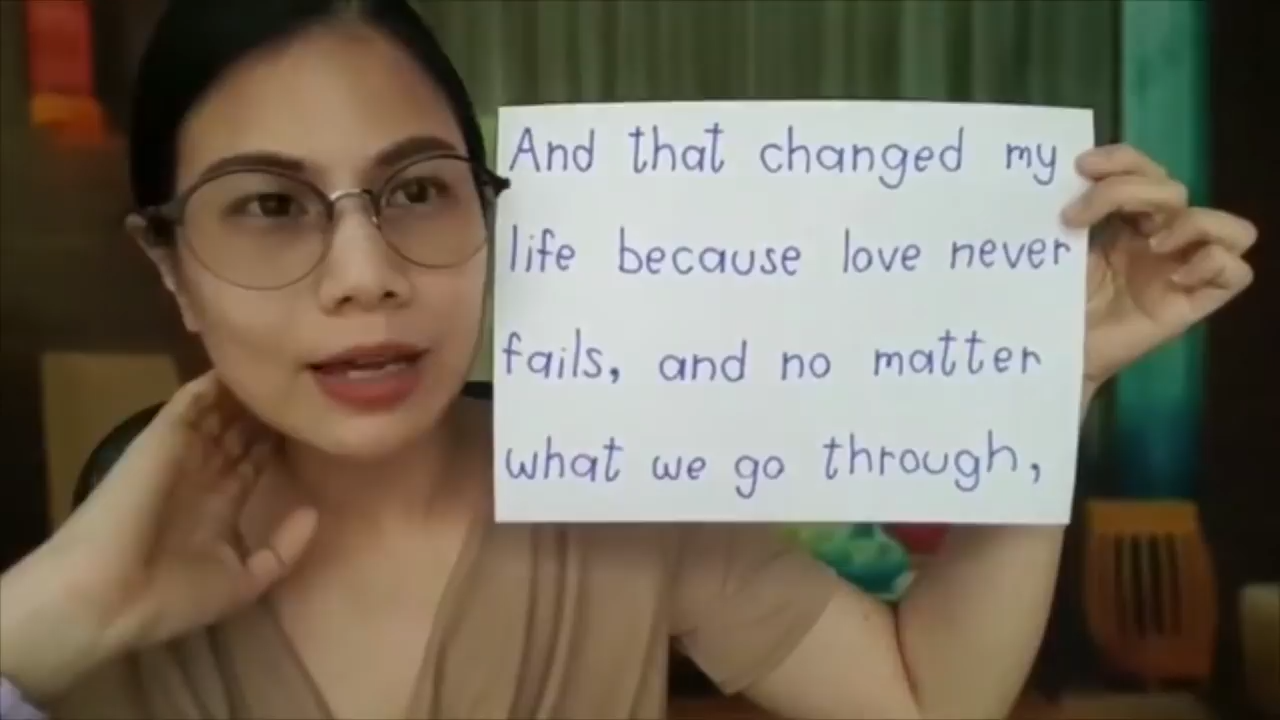 And that changed my
life because love never
fails, and no matter
what we go through,